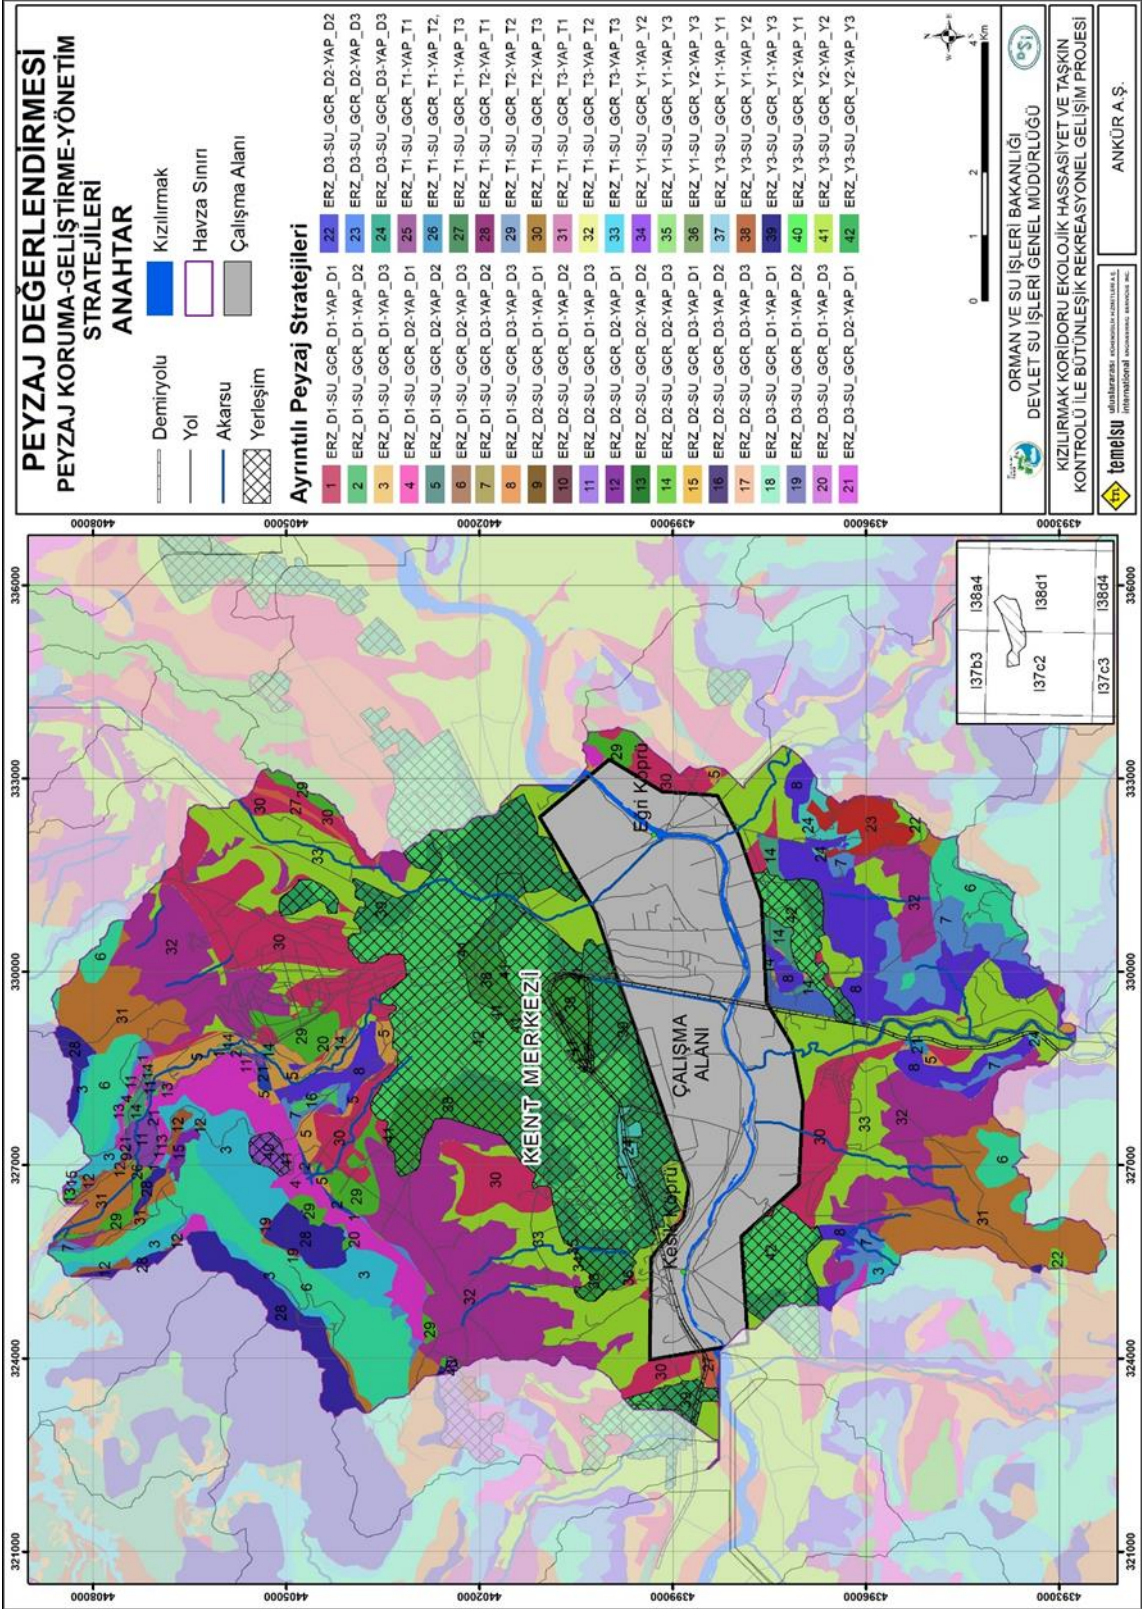 PEYZAJ DEĞERLENDİRMESİ
PEYZAJ KORUMA-GELİŞTİRME-YÖNETİM
STRATEJİLERİ
ANAHTAR
Demiryolu
Yol
Akarsu
Yerleşim
Kızılırmak
Havza Sınırı
Çalışma Alanı
Ayrıntılı Peyzaj Stratejileri
1 ERZ_D1-SU_GCR_D1-YAP_D1
2 ERZ_D1-SU_GCR_D1-YAP_D2
3 ERZ_D1-SU_GCR_D1-YAP_D3
4 ERZ_D1-SU_GCR_D2-YAP_D1
5 ERZ_D1-SU_GCR_D2-YAP_D2
6 ERZ_D1-SU_GCR_D2-YAP_D3
7 ERZ_D1-SU_GCR_D3-YAP_D2
8 ERZ_D1-SU_GCR_D3-YAP_D3
9 ERZ_D2-SU_GCR_D1-YAP_D1
10 ERZ_D2-SU_GCR_D1-YAP_D2
11 ERZ_D2-SU_GCR_D1-YAP_D3
12 ERZ_D2-SU_GCR_D2-YAP_D1
13 ERZ_D2-SU_GCR_D2-YAP_D2
14 ERZ_D2-SU_GCR_D2-YAP_D3
15 ERZ_D2-SU_GCR_D3-YAP_D1
16 ERZ_D2-SU_GCR_D3-YAP_D2
17 ERZ_D2-SU_GCR_D3-YAP_D3
18 ERZ_D3-SU_GCR_D1-YAP_D1
19 ERZ_D3-SU_GCR_D1-YAP_D2
20 ERZ_D3-SU_GCR_D1-YAP_D3
21 ERZ_D3-SU_GCR_D2-YAP_D1
22 ERZ_D3-SU_GCR_D2-YAP_D2
23 ERZ_D3-SU_GCR_D2-YAP_D3
24 ERZ_D3-SU_GCR_D3-YAP_D3
25 ERZ_T1-SU_GCR_T1-YAP_T1
26 ERZ_T1-SU_GCR_T1-YAP_T2,
27 ERZ_T1-SU_GCR_T1-YAP_T3
28 ERZ_T1-SU_GCR_T2-YAP_T1
29 ERZ_T1-SU_GCR_T2-YAP_T2
30 ERZ_T1-SU_GCR_T2-YAP_T3
31 ERZ_T1-SU_GCR_T3-YAP_T1
32 ERZ_T1-SU_GCR_T3-YAP_T2
33 ERZ_T1-SU_GCR_T3-YAP_T3
34 ERZ_Y1-SU_GCR_Y1-YAP_Y2
35 ERZ_Y1-SU_GCR_Y1-YAP_Y3
36 ERZ_Y1-SU_GCR_Y2-YAP_Y3
37 ERZ_Y3-SU_GCR_Y1-YAP_Y1
38 ERZ_Y3-SU_GCR_Y1-YAP_Y2
39 ERZ_Y3-SU_GCR_Y1-YAP_Y3
40 ERZ_Y3-SU_GCR_Y2-YAP_Y1
41 ERZ_Y3-SU_GCR_Y2-YAP_Y2
42 ERZ_Y3-SU_GCR_Y2-YAP_Y3
N
W
E
S
0 1 2 4
Km
ORMAN VE SU İŞLERİ BAKANLIĞI
DEVLET SU İŞLERİ GENEL MÜDÜRLÜĞÜ
DSİ
KIZILIRMAK KORİDORU EKOLOJİK HASSASİYET VE TAŞKIN
KONTROLÜ İLE BÜTÜNLEŞİK REKREASYONEL GELİŞİM PROJESİ
temelsu
uluslararası mühendislik hizmetleri a.ş.
international engineering services inc.
ANKÜR A.Ş.
321000 324000 327000 330000 333000 336000
4408000
4405000
4402000
4399000
4396000
4393000
KENT MERKEZİ
ÇALIŞMA
ALANI
Kesik Köprü
Eğri Köprü
I37b3 I38a4
I37c2 I38d1
I37c3 I38d4